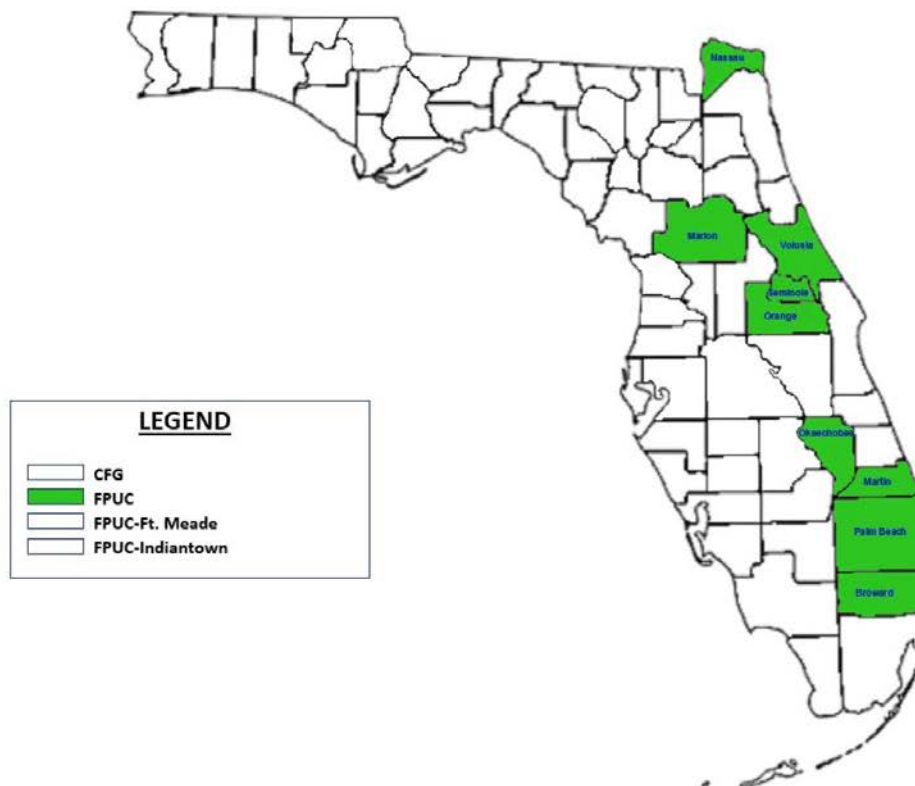 Nassau
Marion
Volusia
Seminole
Orange
LEGEND
CFG
FPUC
FPUC-Ft. Meade
FPUC-Indiantown
Okeechobee
Martin
Palm Beach
Broward